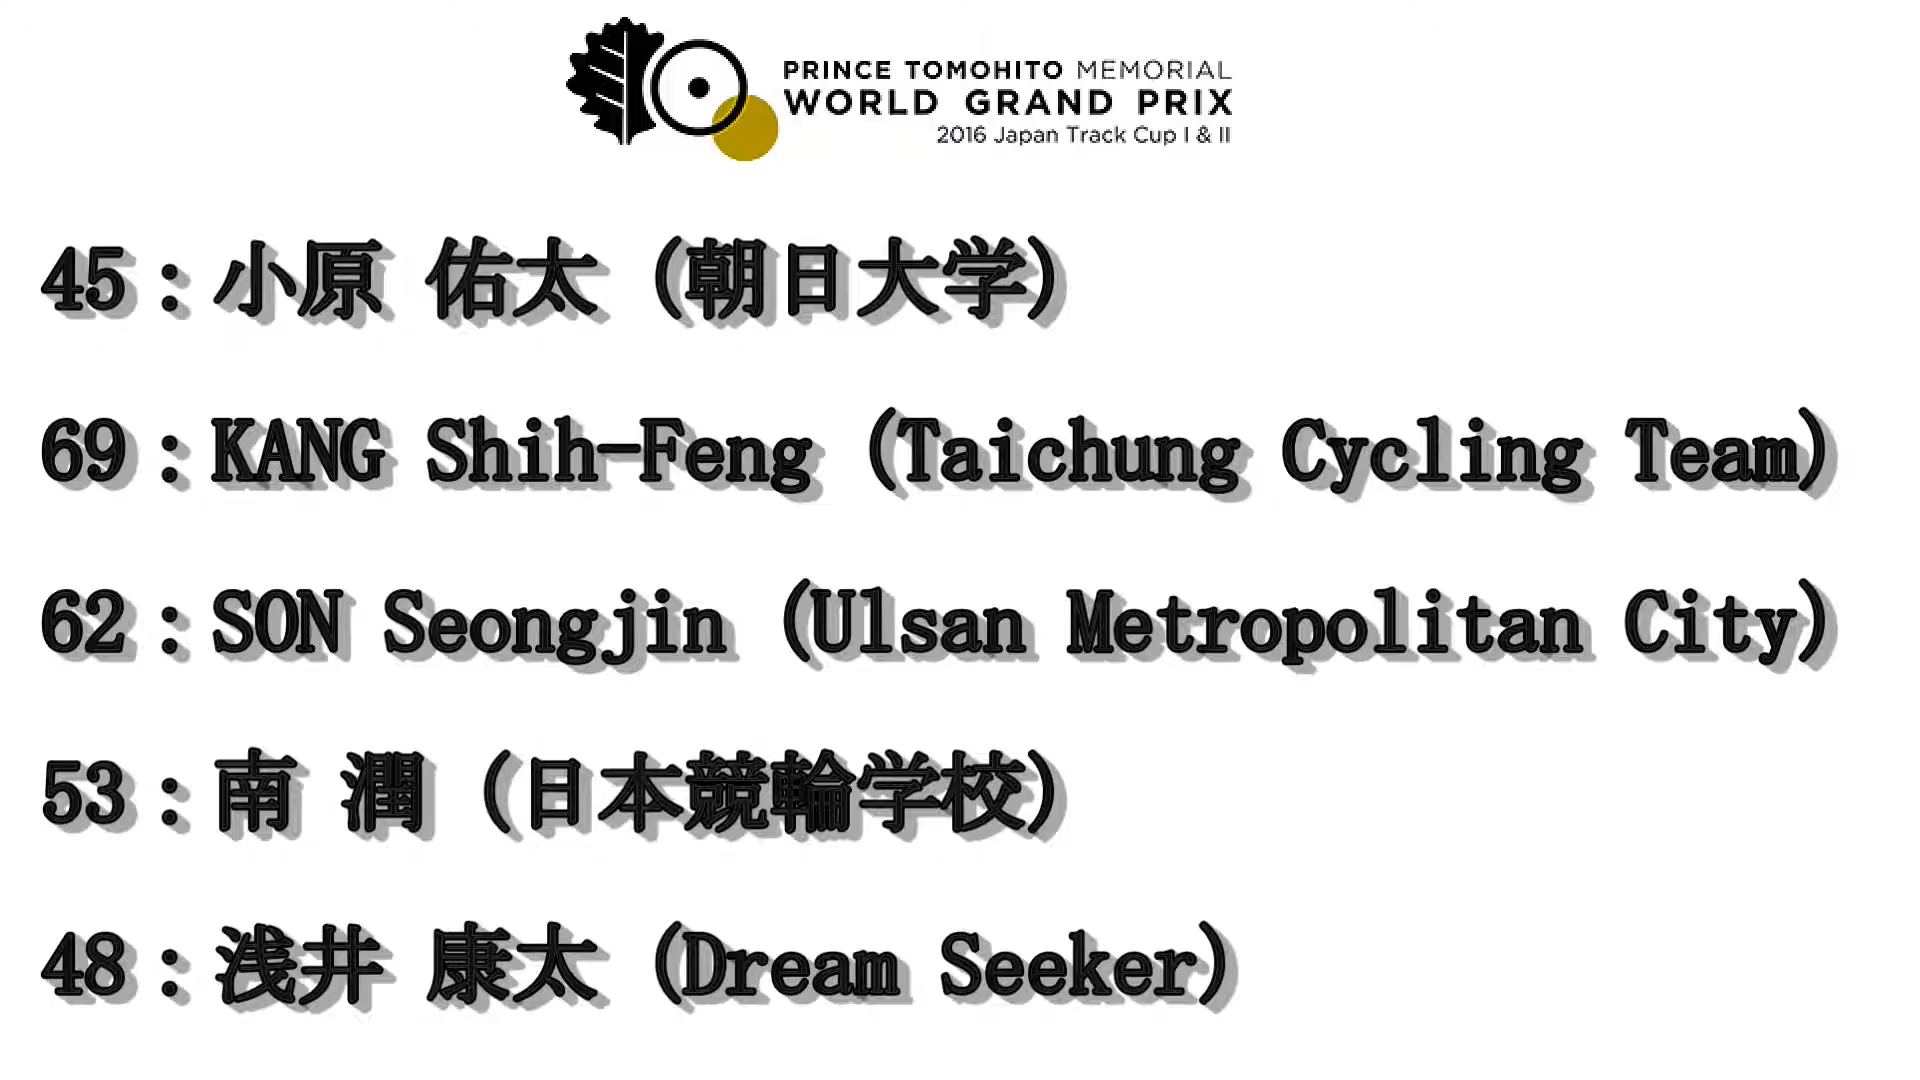 PRINCE TOMOHITO MEMORIAL
WORLD GRAND PRIX
2016 Japan Track Cup I & II
45：小原 佑太（朝日大学）
69：KANG Shih-Feng (Taichung Cycling Team)
62：SON Seongjin (Ulsan Metropolitan City)
53：南 潤（日本競輪学校）
48：浅井 康太（Dream Seeker）